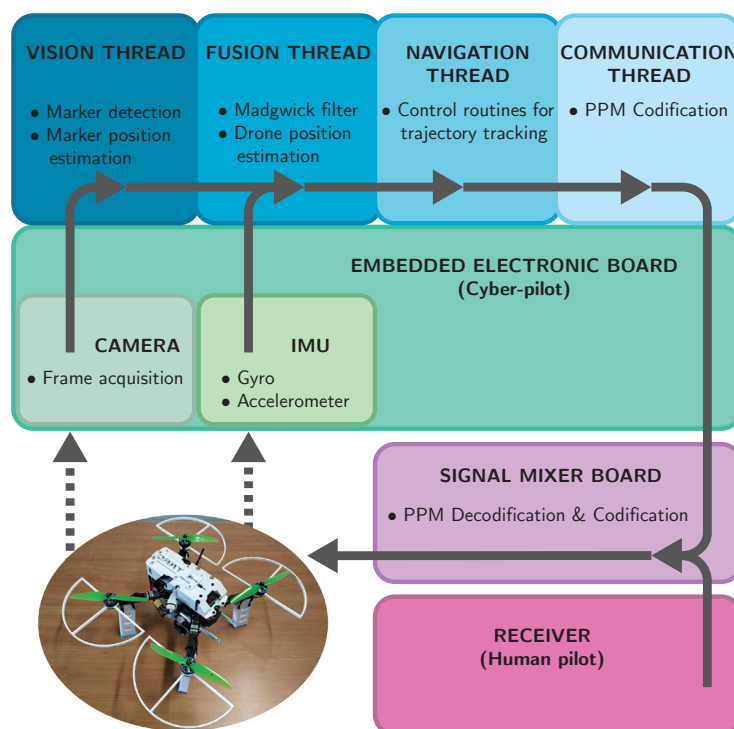 VISION THREAD
• Marker detection
• Marker position
estimation
FUSION THREAD
• Madgwick filter
• Drone position
estimation
NAVIGATION
THREAD
• Control routines for
trajectory tracking
COMMUNICATION
THREAD
• PPM Codification
EMBEDDED ELECTRONIC BOARD
(Cyber-pilot)
CAMERA
• Frame acquisition
IMU
• Gyro
• Accelerometer
SIGNAL MIXER BOARD
• PPM Decodification & Codification
RECEIVER
(Human pilot)